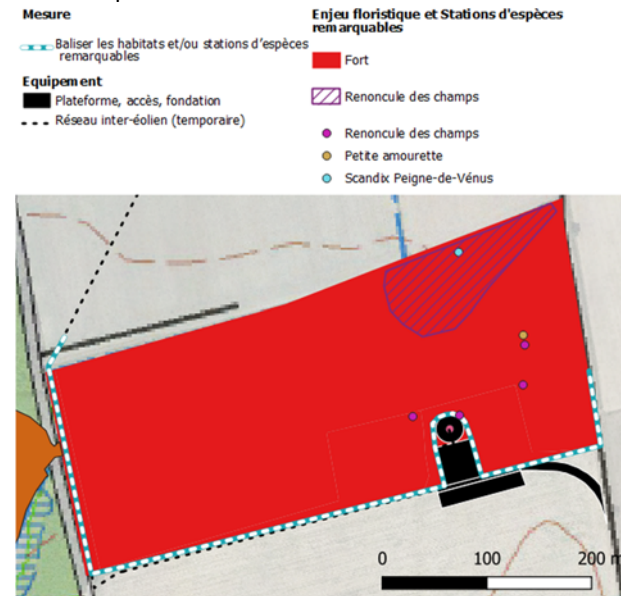 Mesure
Baliser les habitats et/ou stations d'espèces
remarquables
Equipement
Plateforme, accès, fondation
Réseau inter-éolien (temporaire)
Enjeu floristique et Stations d'espèces
remarquables
Fort
Renoncule des champs
Renoncule des champs
Petite amourette
Scandix Peigne-de-Vénus
0 100 200 m